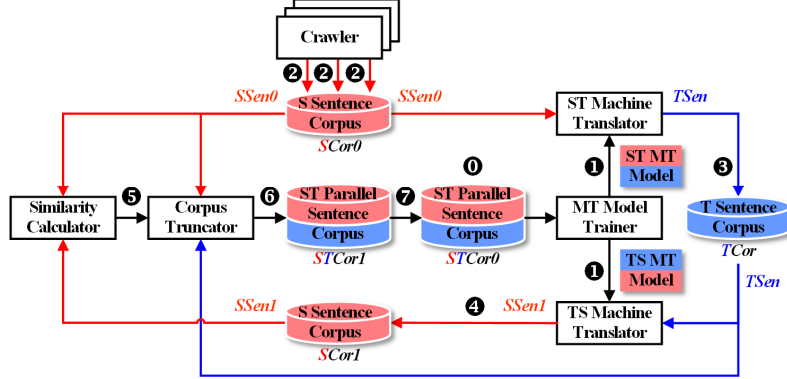 Crawler
❷ ❷ ❷
SSen0
S Sentence
Corpus
SCor0
SSen0
ST Machine
Translator
TSen
⓿
❶
ST MT
Model
❸
❺
❻
❼
Similarity
Calculator
Corpus
Truncator
ST Parallel
Sentence
Corpus
STCor1
ST Parallel
Sentence
Corpus
STCor0
MT Model
Trainer
T Sentence
Corpus
TCor
❶
TS MT
Model
TSen
SSen1
S Sentence
Corpus
SCor1
❹
SSen1
TS Machine
Translator